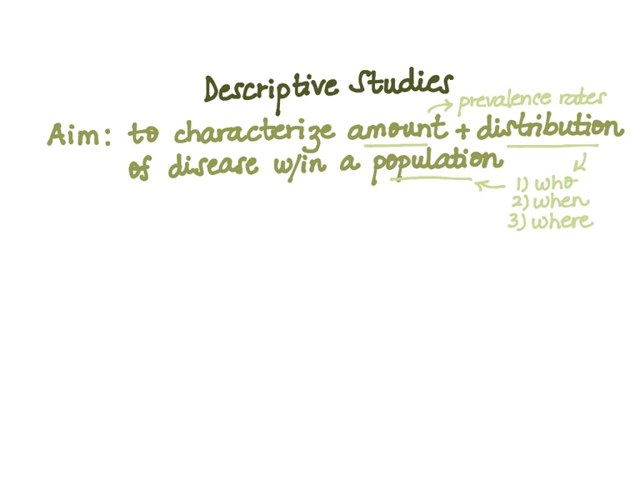 Descriptive Studies
prevalence rates
Aim: to characterize amount + distribution
of disease w/in a population
1) who
2) when
3) where